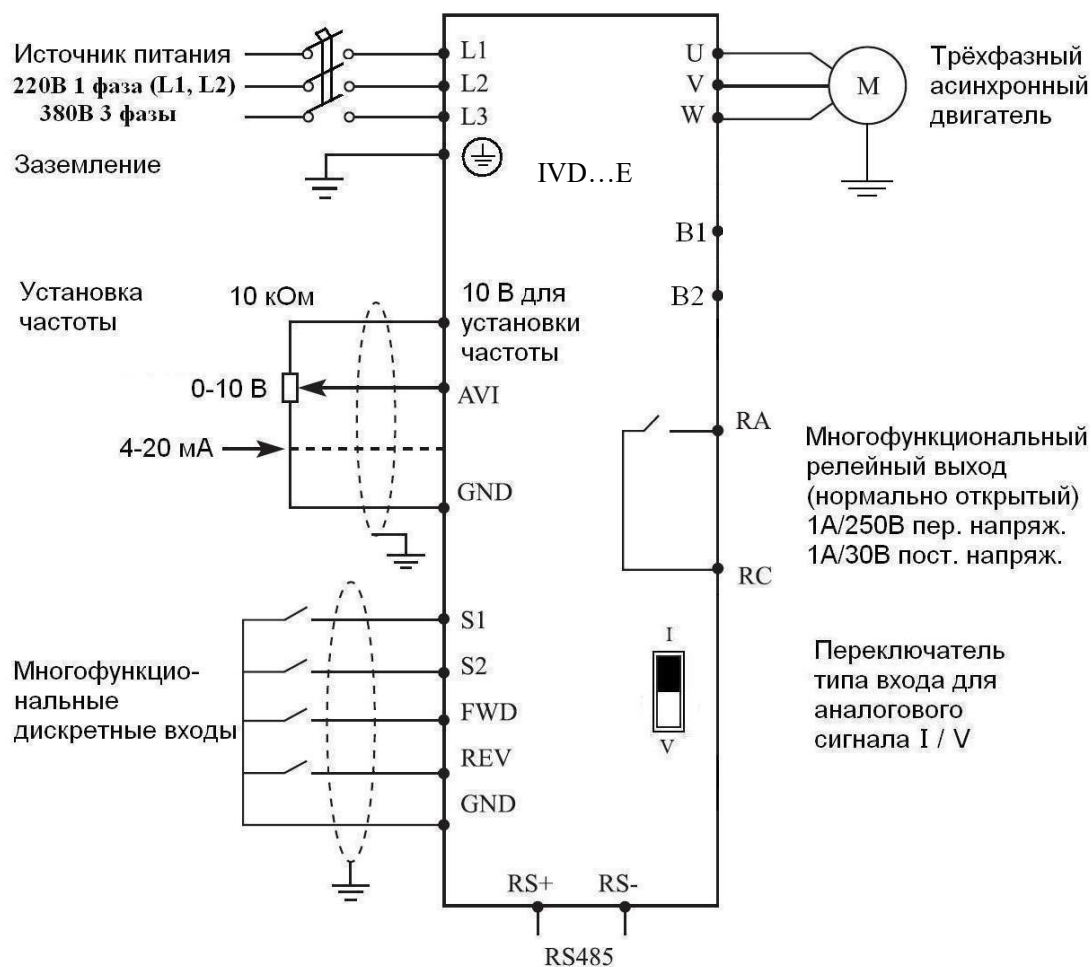 Источник питания
220В 1 фаза (L1, L2)
380В 3 фазы
Заземление
L1
L2
L3
IVD…E
U
V
W
M
Трёхфазный
асинхронный
двигатель
B1
B2
Установка
частоты
10 кОм
10 В для
установки
частоты
0-10 В
AVI
4-20 мА
GND
RA
RC
Многофункциональный
релейный выход
(нормально открытый)
1А/250В пер. напряж.
1А/30В пост. напряж.
Многофункцио-
нальные
дискретные входы
S1
S2
FWD
REV
GND
I
V
Переключатель
типа входа для
аналогового
сигнала I / V
RS+
RS-
RS485